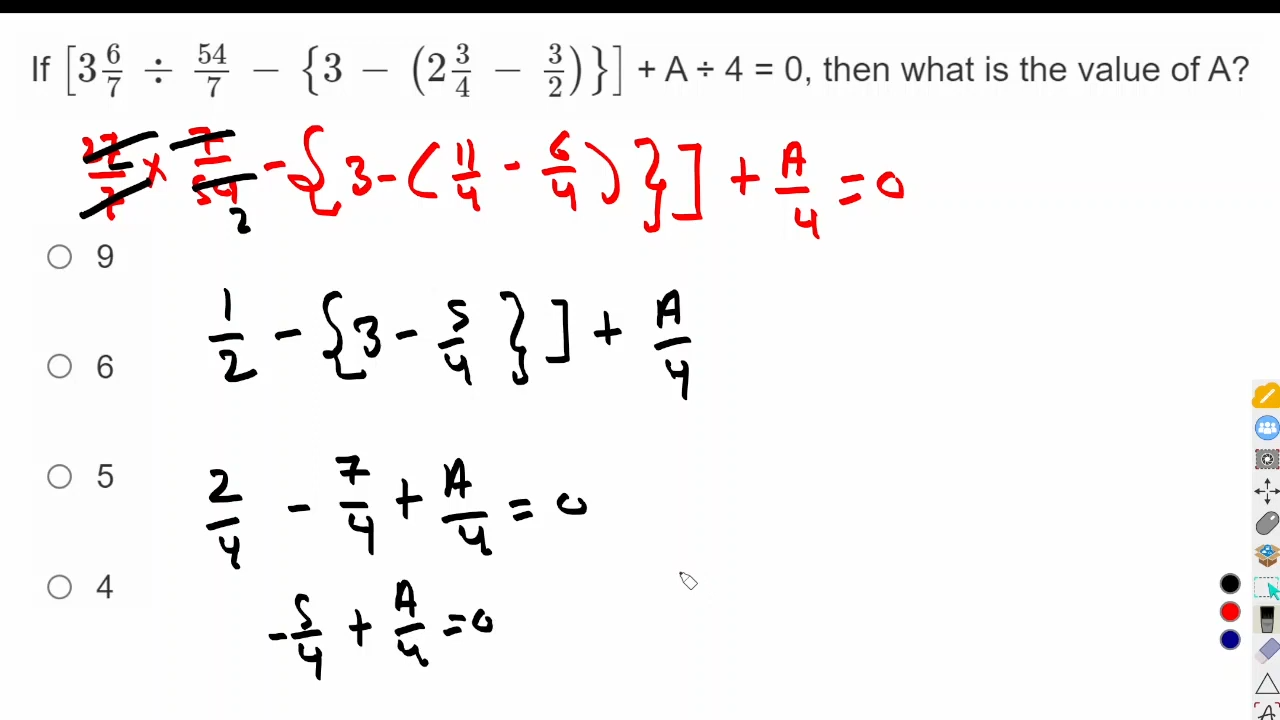 If [3 6/7 ÷ 54/7 − {3 − (2 3/4 − 3/2)}] + A ÷ 4 = 0, then what is the value of A?
27/7 × 7/54 - {3 - (11/4 - 6/4)}] + A/4 = 0
2
9
1/2 - {3 - 5/4}] + A/4
6
2/4 - 7/4 + A/4 = 0
5
4
-5/4 + A/4 = 0